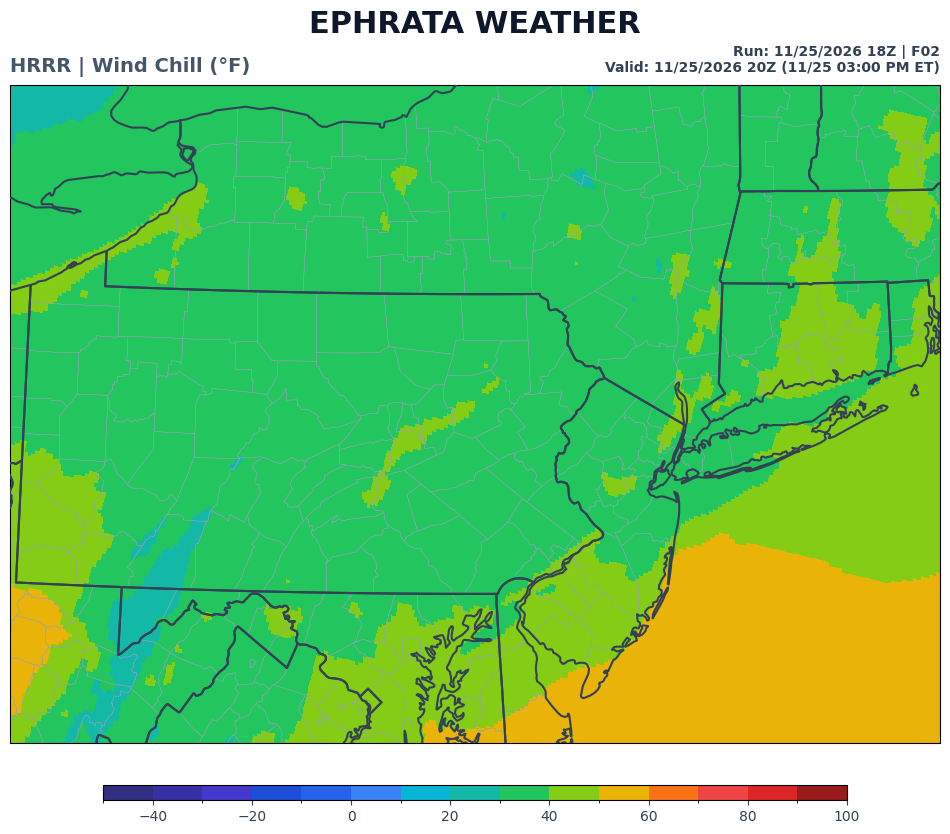 EPHRATA WEATHER
HRRR | Wind Chill (°F)
Run: 11/25/2026 18Z | F02
Valid: 11/25/2026 20Z (11/25 03:00 PM ET)
−40 −20 0 20 40 60 80 100